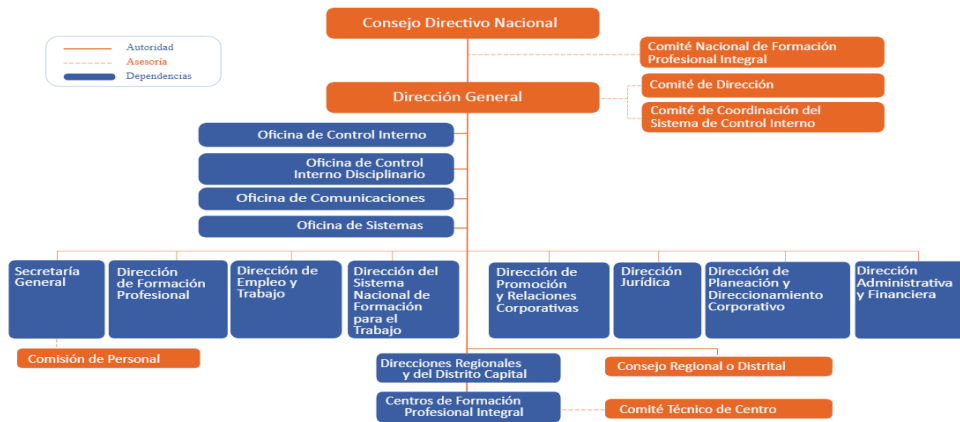 Consejo Directivo Nacional
Autoridad
Asesoría
Dependencias
Comité Nacional de Formación
Profesional Integral
Dirección General
Comité de Dirección
Comité de Coordinación del
Sistema de Control Interno
Oficina de Control Interno
Oficina de Control
Interno Disciplinario
Oficina de Comunicaciones
Oficina de Sistemas
Secretaría
General
Dirección
de Formación
Profesional
Dirección de
Empleo y
Trabajo
Dirección del
Sistema
Nacional de
Formación
para el
Trabajo
Dirección de
Promoción
y Relaciones
Corporativas
Dirección
Jurídica
Dirección de
Planeación y
Direccionamiento
Corporativo
Dirección
Administrativa
y Financiera
Comisión de Personal
Direcciones Regionales
y del Distrito Capital
Consejo Regional o Distrital
Centros de Formación
Profesional Integral
Comité Técnico de Centro